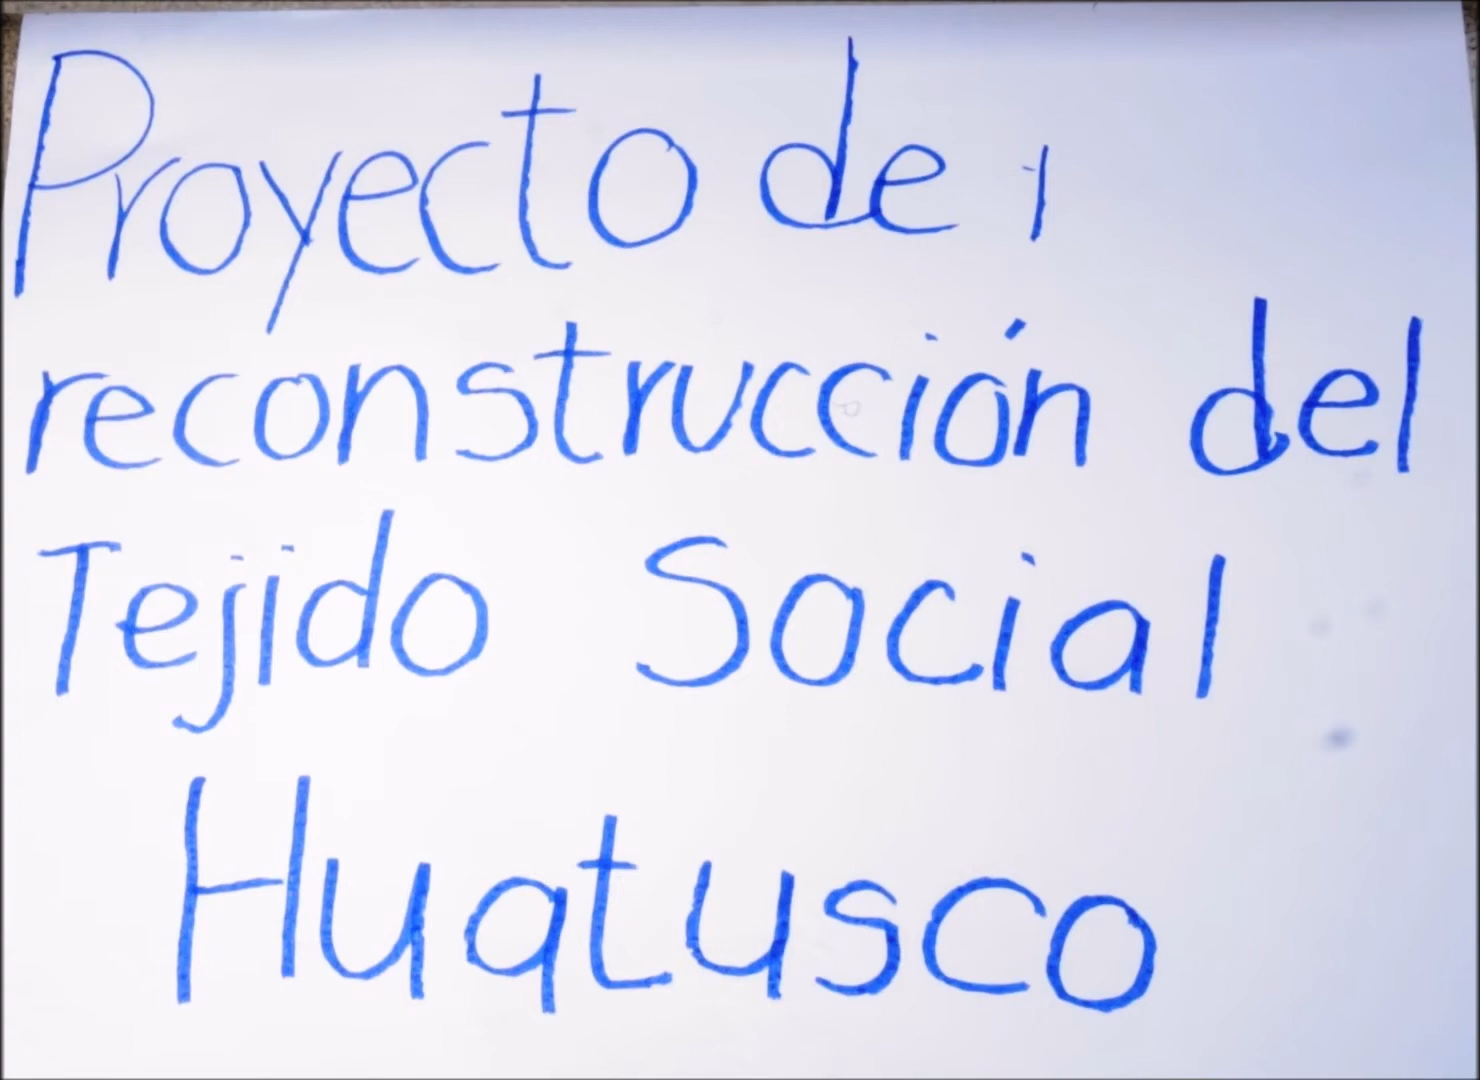 Proyecto de
reconstrucción del
Tejido Social
Huatusco